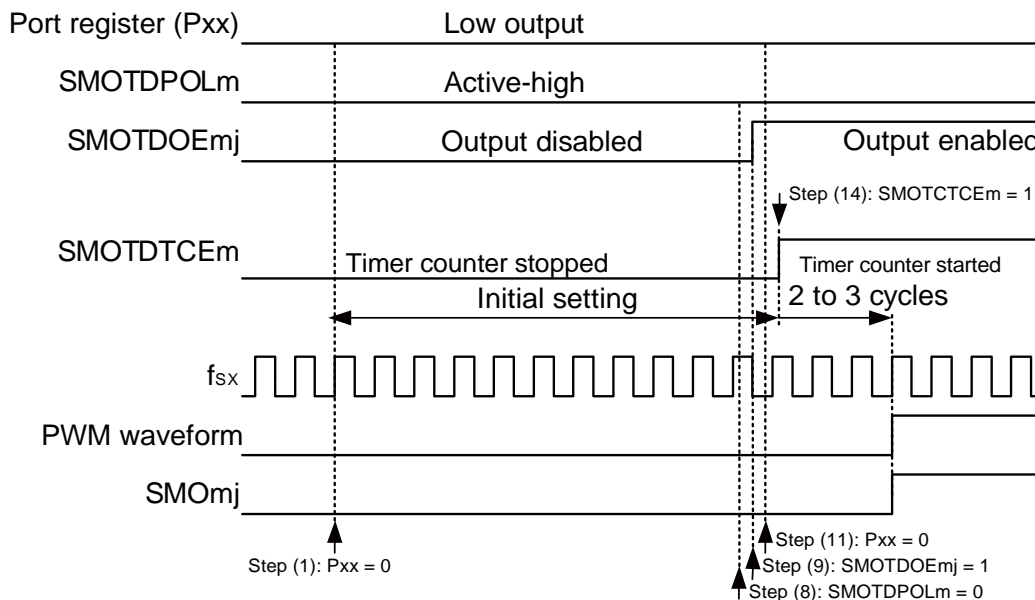 Port register (Pxx) Low output
SMOTDPOLm Active-high
SMOTDOEmj Output disabled Output enabled
Step (14): SMOTCTCEm = 1
SMOTDTCEm Timer counter stopped Timer counter started
Initial setting 2 to 3 cycles
fSX
PWM waveform
SMOmj
Step (1): Pxx = 0 Step (11): Pxx = 0
Step (9): SMOTDOEmj = 1
Step (8): SMOTDPOLm = 0